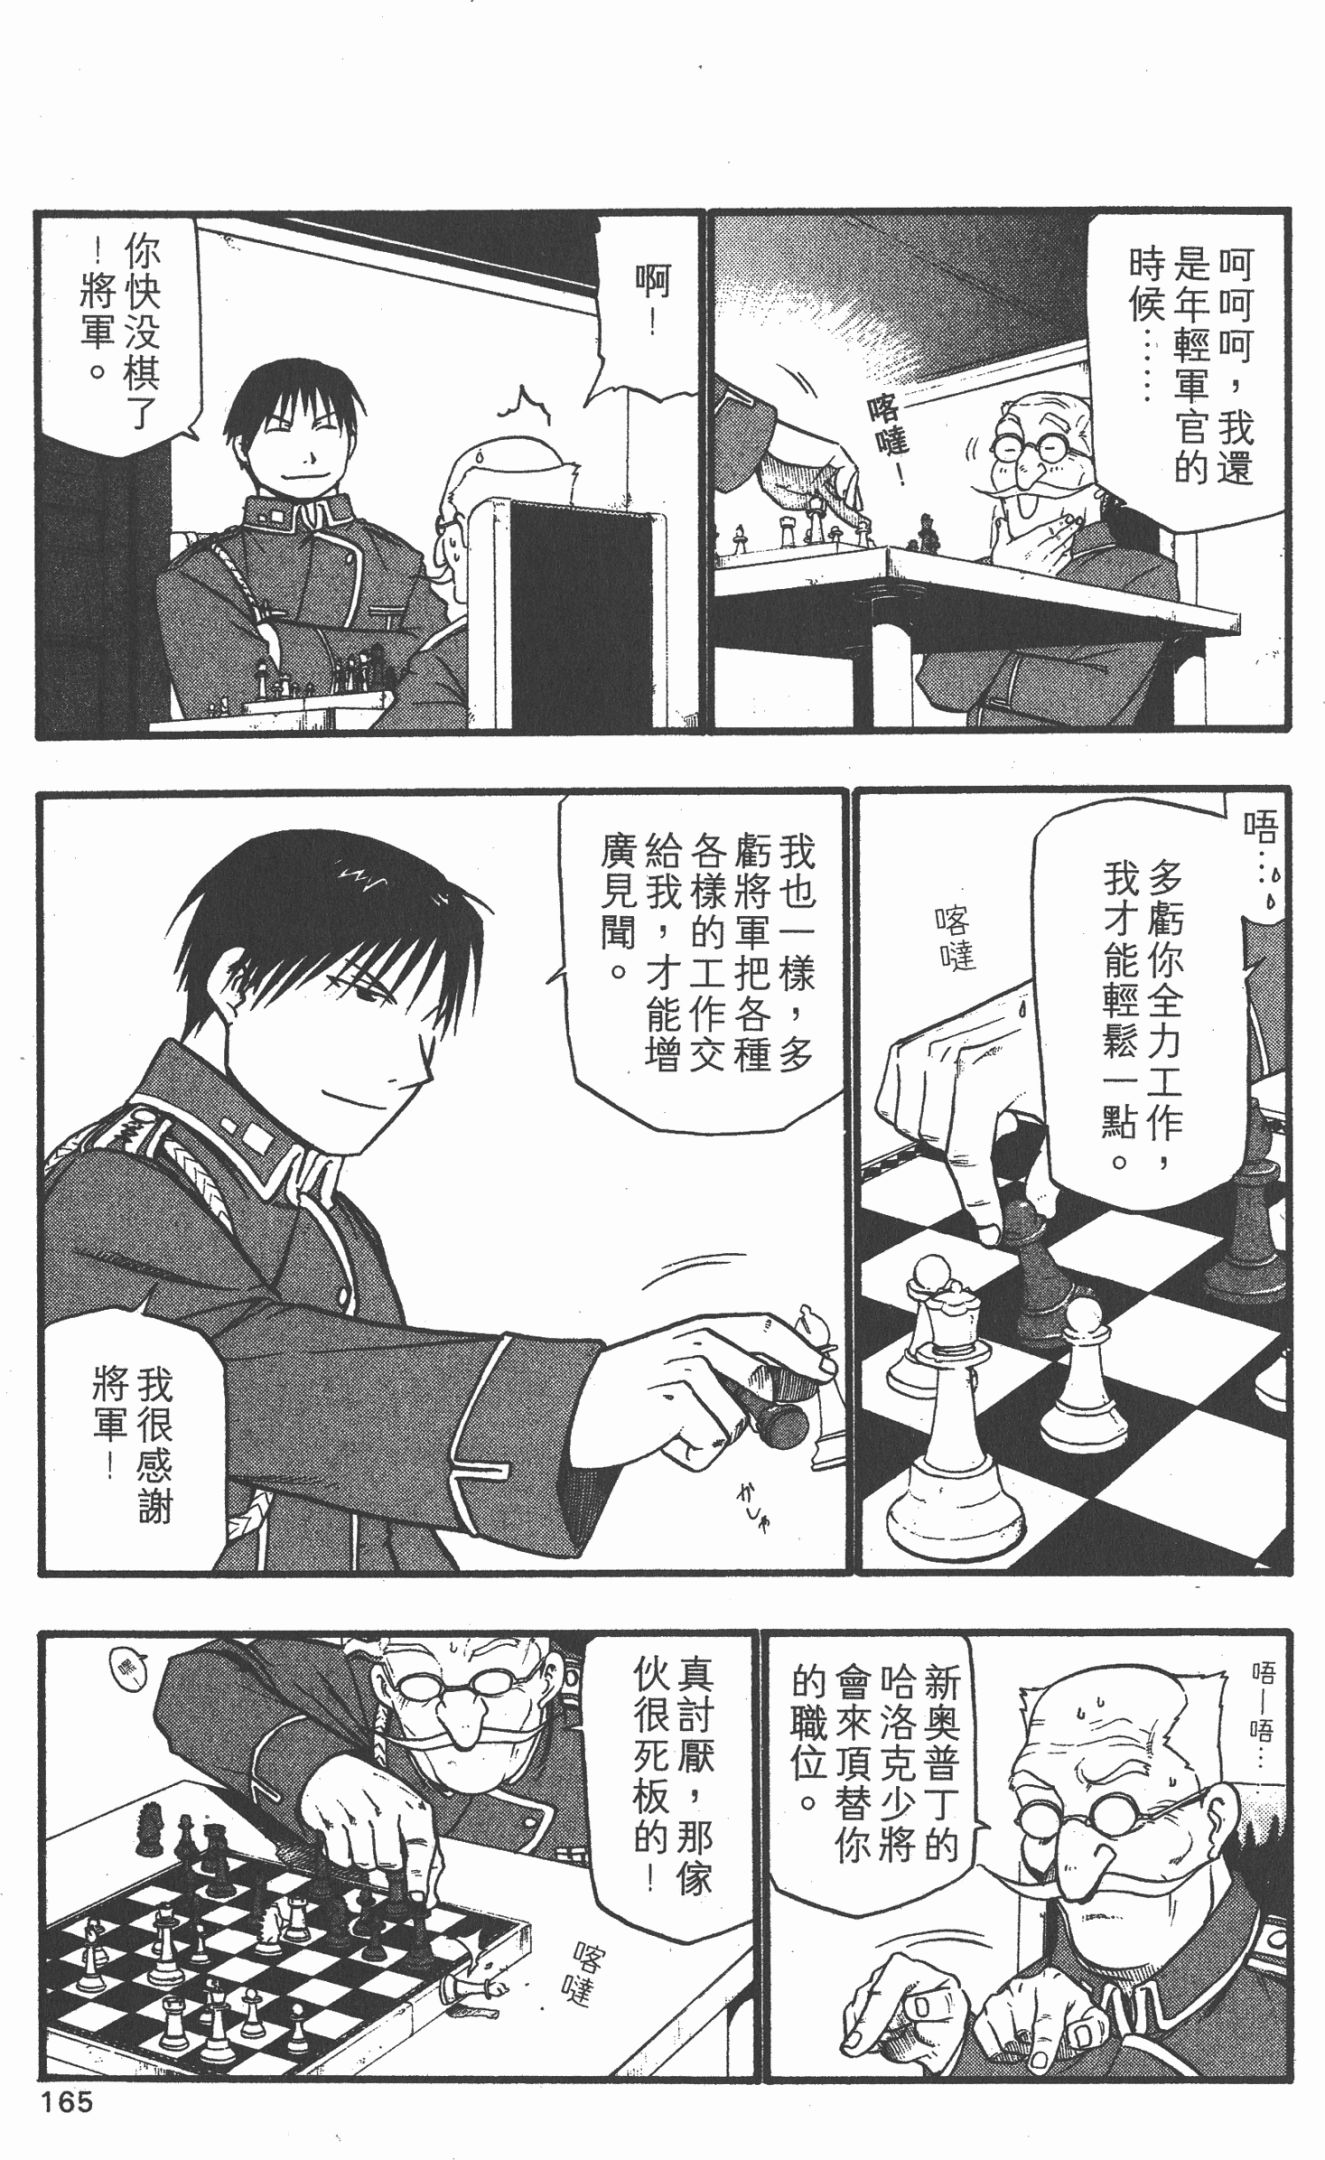 呵呵呵，我還
是年輕軍官的
時候……
喀噠！
啊！
你快没棋了
！將軍。
唔…
多虧你全力工作，
我才能輕鬆一點。
喀噠
我也一樣，多
虧將軍把各種
各樣的工作交
給我，才能增
廣見聞。
かしゃ
我很感謝
將軍！
唔—唔…
新奧普丁的
哈洛克少將
會來頂替你
的職位。
真討厭，那傢
伙很死板的！
喀噠
165